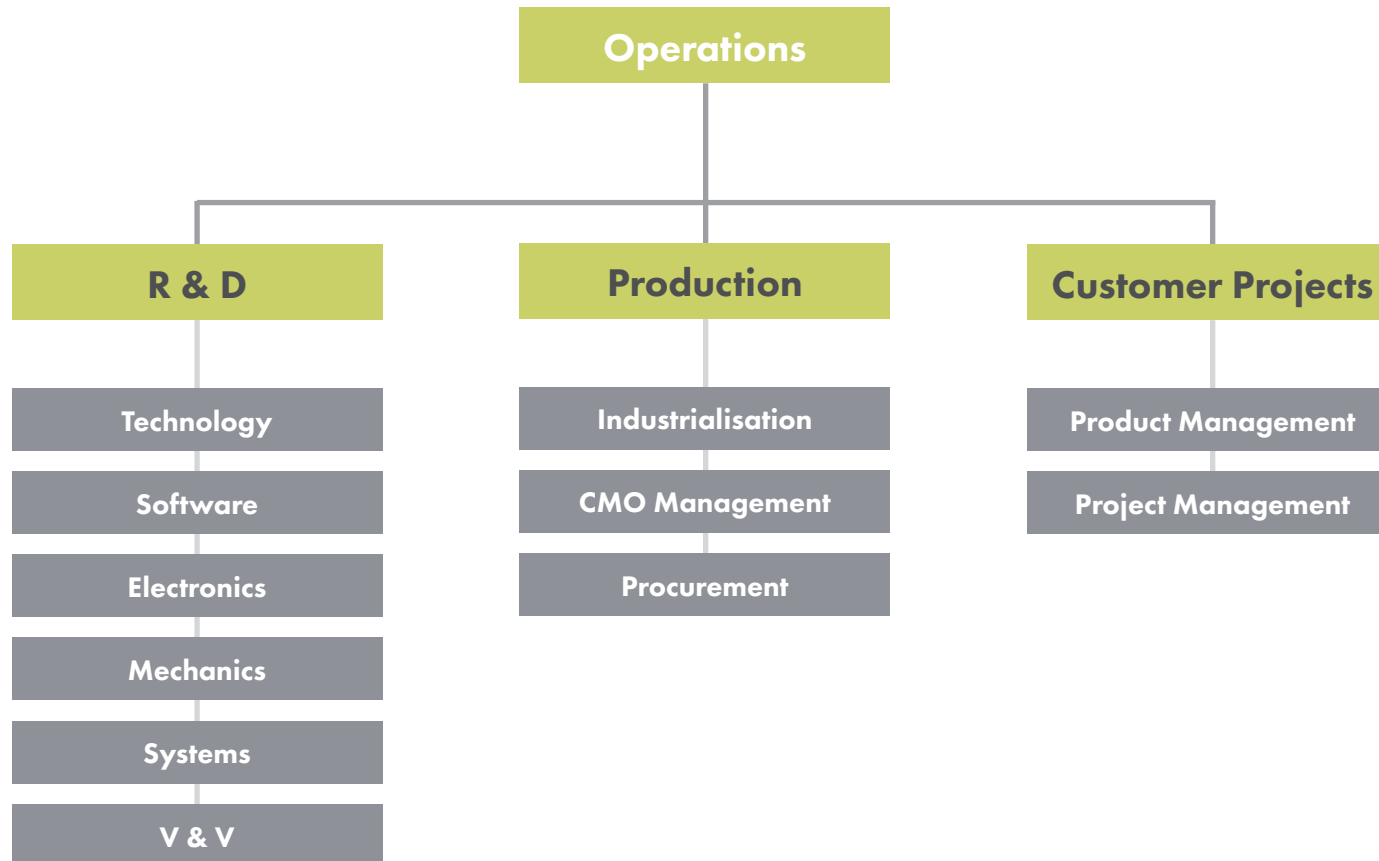 Operations
R & D
Production
Customer Projects
Technology
Software
Electronics
Mechanics
Systems
V & V
Industrialisation
CMO Management
Procurement
Product Management
Project Management